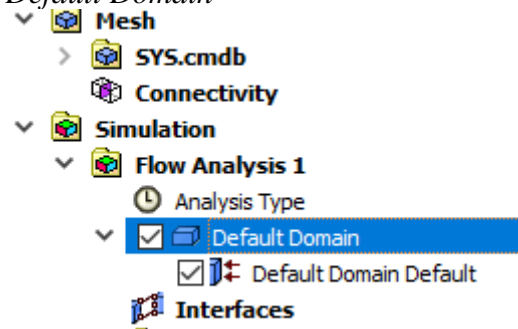 Default Domain
Mesh
SYS.cmdb
Connectivity
Simulation
Flow Analysis 1
Analysis Type
Default Domain
Default Domain Default
Interfaces